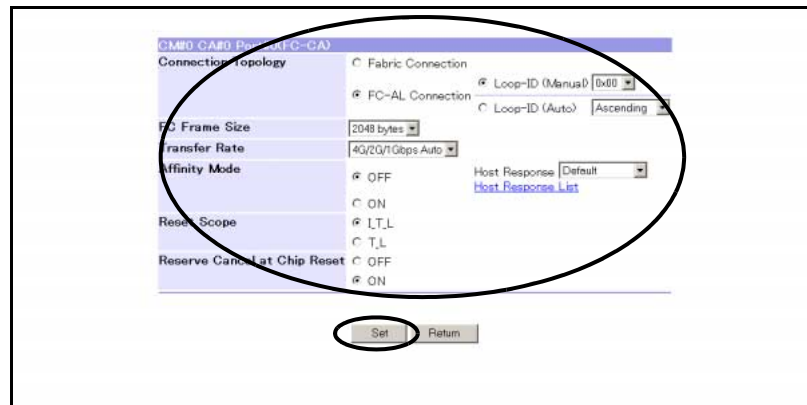 CM#0 CA#0 Port#0(FC-CA)
Connection Topology
Fabric Connection
FC-AL Connection
Loop-ID (Manual) 0x00
Loop-ID (Auto) Ascending
FC Frame Size 2048 bytes
Transfer Rate 4G/2G/1Gbps Auto
Affinity Mode
OFF
Host Response Default
Host Response List
ON
Reset Scope I_T_L
T_L
Reserve Cancel at Chip Reset OFF
ON
Set Return